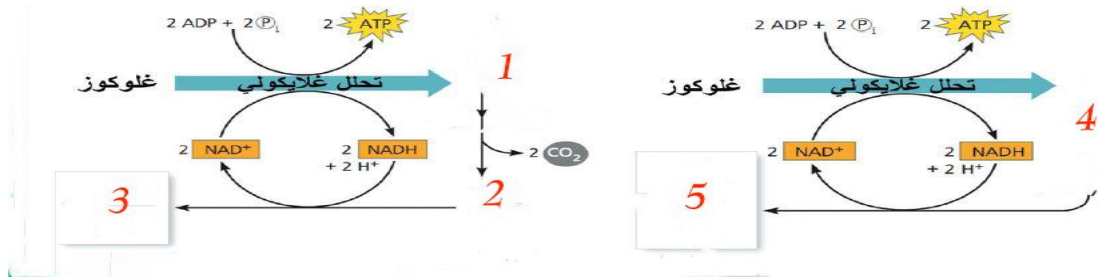 2 ADP + 2 Pi 2 ATP
غلوكوز تحلل غلايكولي 1
2 NAD+ 2 NADH
+ 2 H+
2 CO2
3 2
2 ADP + 2 Pi 2 ATP
غلوكوز تحلل غلايكولي 4
2 NAD+ 2 NADH
+ 2 H+
5